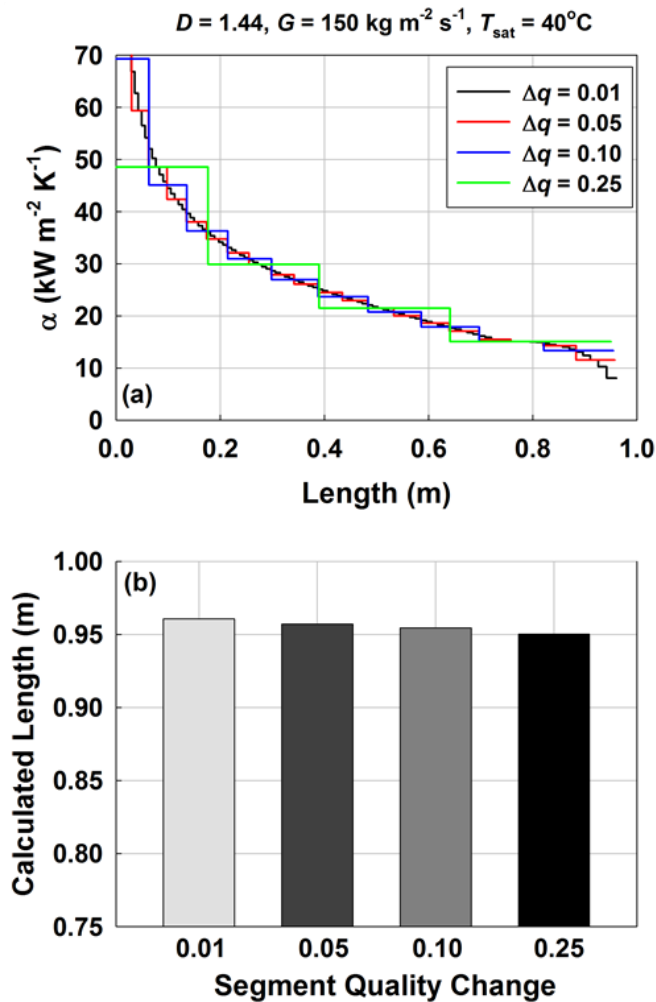 D = 1.44, G = 150 kg m⁻² s⁻¹, Tsat = 40°C
70
60
50
40
30
20
10
0
α (kW m⁻² K⁻¹)
Δq = 0.01
Δq = 0.05
Δq = 0.10
Δq = 0.25
(a)
0.0 0.2 0.4 0.6 0.8 1.0
Length (m)
1.00
0.95
0.90
0.85
0.80
0.75
Calculated Length (m)
(b)
0.01 0.05 0.10 0.25
Segment Quality Change